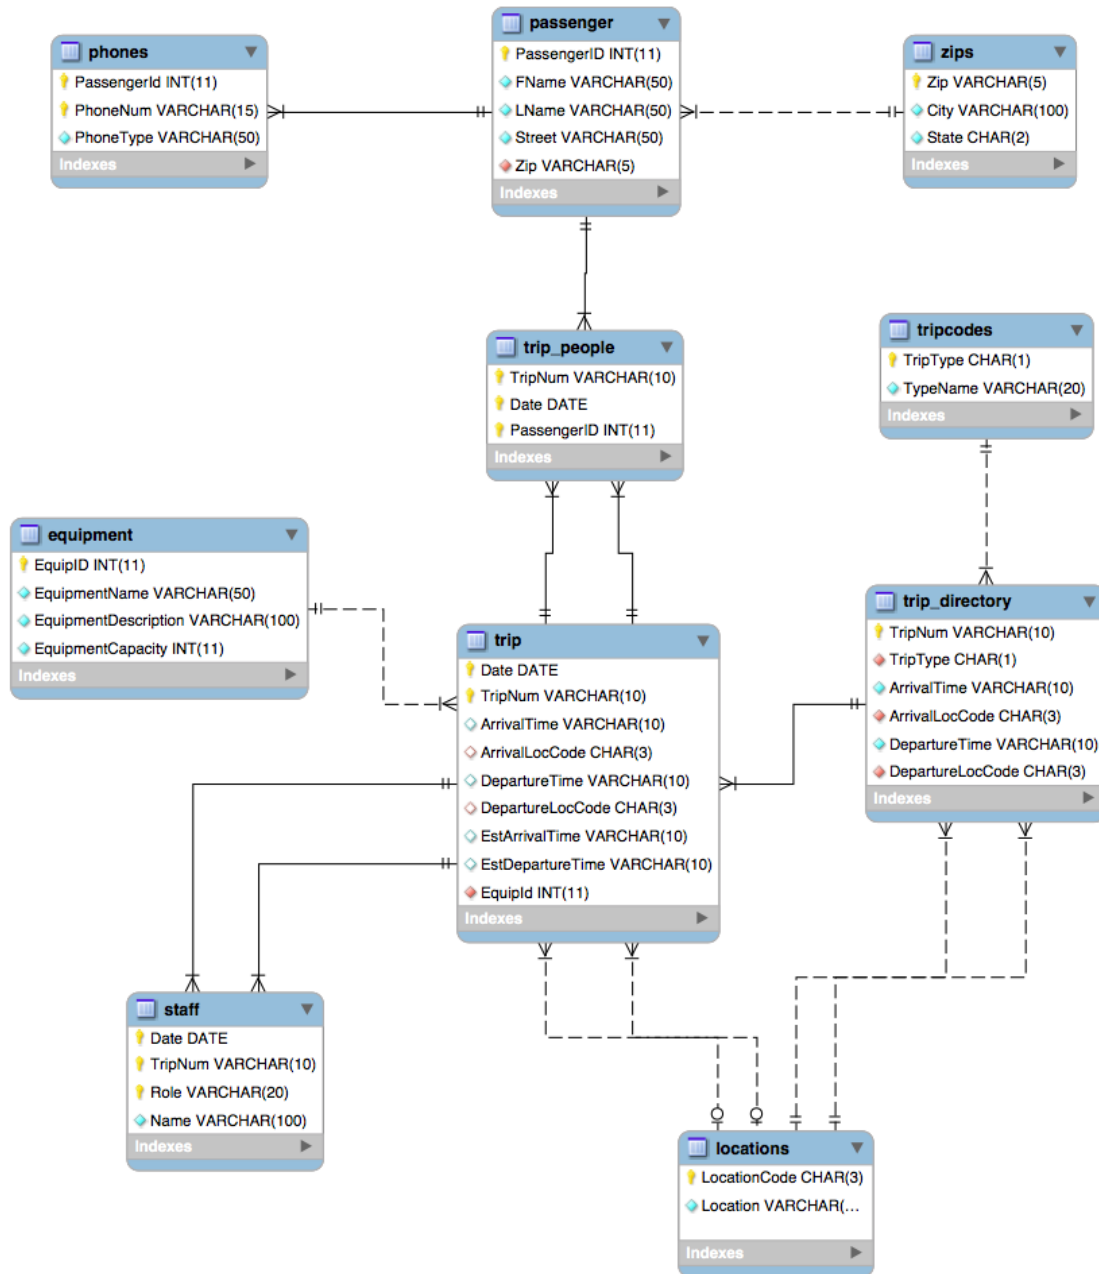 phones
PassengerId INT(11)
PhoneNum VARCHAR(15)
PhoneType VARCHAR(50)
Indexes
passenger
PassengerID INT(11)
FName VARCHAR(50)
LName VARCHAR(50)
Street VARCHAR(50)
Zip VARCHAR(5)
Indexes
zips
Zip VARCHAR(5)
City VARCHAR(100)
State CHAR(2)
Indexes
trip_people
TripNum VARCHAR(10)
Date DATE
PassengerID INT(11)
Indexes
tripcodes
TripType CHAR(1)
TypeName VARCHAR(20)
Indexes
equipment
EquipID INT(11)
EquipmentName VARCHAR(50)
EquipmentDescription VARCHAR(100)
EquipmentCapacity INT(11)
Indexes
trip
Date DATE
TripNum VARCHAR(10)
ArrivalTime VARCHAR(10)
ArrivalLocCode CHAR(3)
DepartureTime VARCHAR(10)
DepartureLocCode CHAR(3)
EstArrivalTime VARCHAR(10)
EstDepartureTime VARCHAR(10)
EquipId INT(11)
Indexes
trip_directory
TripNum VARCHAR(10)
TripType CHAR(1)
ArrivalTime VARCHAR(10)
ArrivalLocCode CHAR(3)
DepartureTime VARCHAR(10)
DepartureLocCode CHAR(3)
Indexes
staff
Date DATE
TripNum VARCHAR(10)
Role VARCHAR(20)
Name VARCHAR(100)
Indexes
locations
LocationCode CHAR(3)
Location VARCHAR(...
Indexes